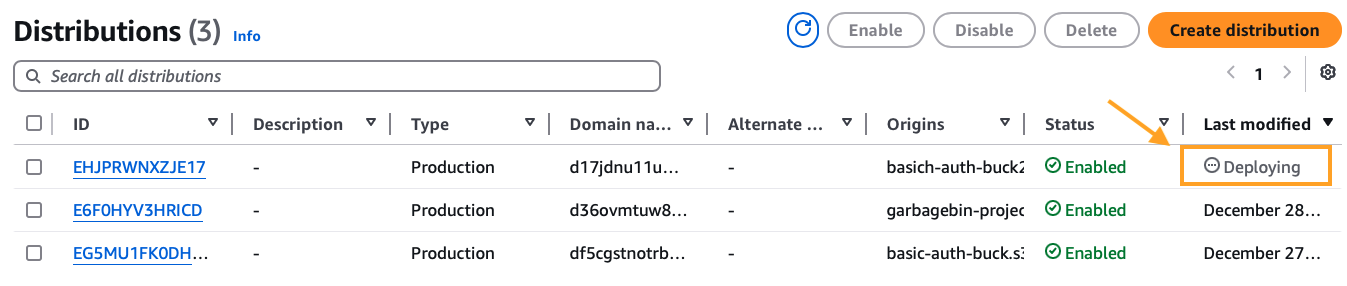 Distributions (3) Info Enable Disable Delete Create distribution
Search all distributions 1
ID Description Type Domain na... Alternate ... Origins Status Last modified
EHJPRWNXZJE17 - Production d17jdnu11u... - basich-auth-buck2 Enabled Deploying
E6F0HYV3HRICD - Production d36ovmtuw8... - garbagebin-projec Enabled December 28...
EG5MU1FK0DH... - Production df5cgstnotrb... - basic-auth-buck.s3 Enabled December 27...